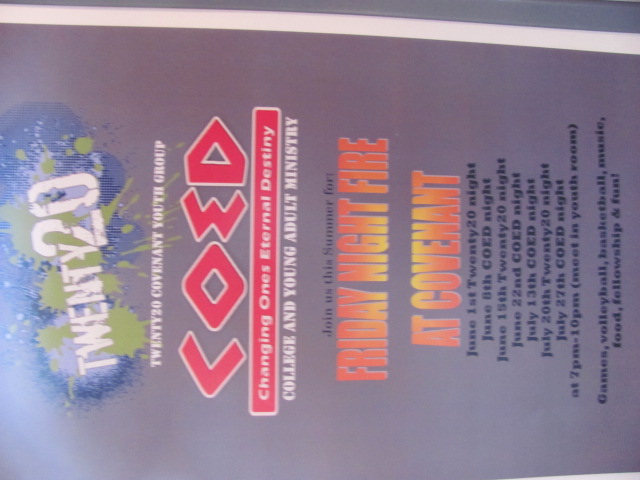 TWENTY20
TWENTY20 COVENANT YOUTH GROUP
COED
Changing Ones Eternal Destiny
COLLEGE AND YOUNG ADULT MINISTRY
Join us this Summer for:
FRIDAY NIGHT FIRE
AT COVENANT
June 1st Twenty20 night
June 8th COED night
June 15th Twenty20 night
June 22nd COED night
July 13th COED night
July 20th Twenty20 night
July 27th COED night
at 7pm-10pm (meet in youth room)
Games, volleyball, basketball, music,
food, fellowship & fun!